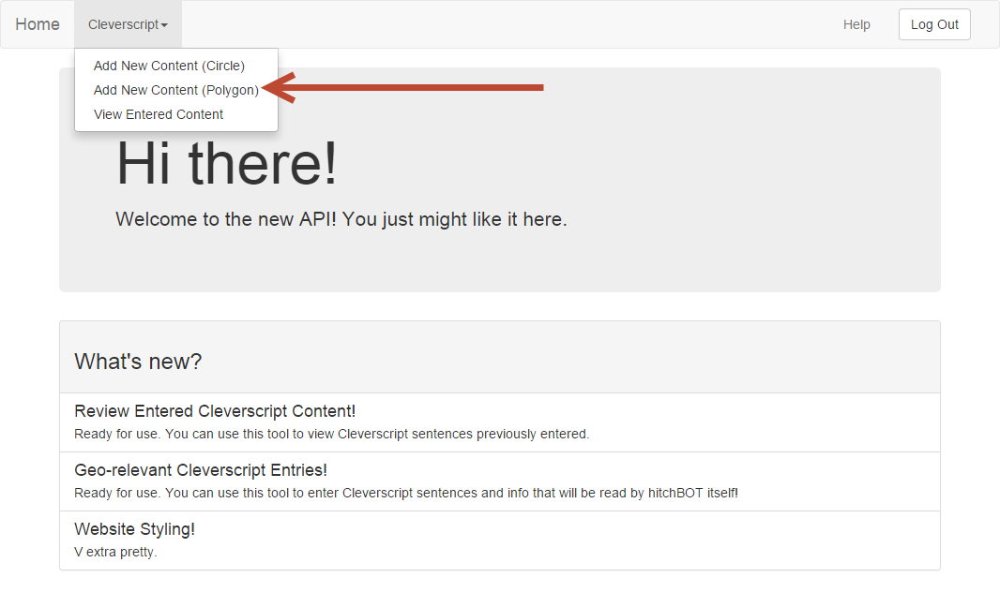 Home Cleverscript Help Log Out
Add New Content (Circle)
Add New Content (Polygon)
View Entered Content
Hi there!
Welcome to the new API! You just might like it here.
What's new?
Review Entered Cleverscript Content!
Ready for use. You can use this tool to view Cleverscript sentences previously entered.
Geo-relevant Cleverscript Entries!
Ready for use. You can use this tool to enter Cleverscript sentences and info that will be read by hitchBOT itself!
Website Styling!
V extra pretty.